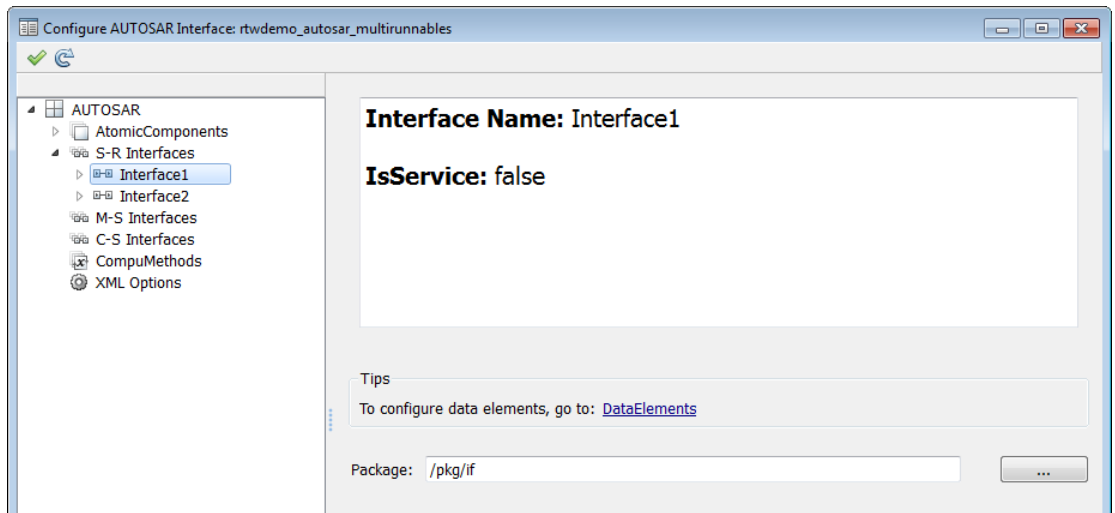 Configure AUTOSAR Interface: rtwdemo_autosar_multirunnables
AUTOSAR
AtomicComponents
S-R Interfaces
Interface1
Interface2
M-S Interfaces
C-S Interfaces
CompuMethods
XML Options
Interface Name: Interface1
IsService: false
Tips
To configure data elements, go to: DataElements
Package: /pkg/if ...